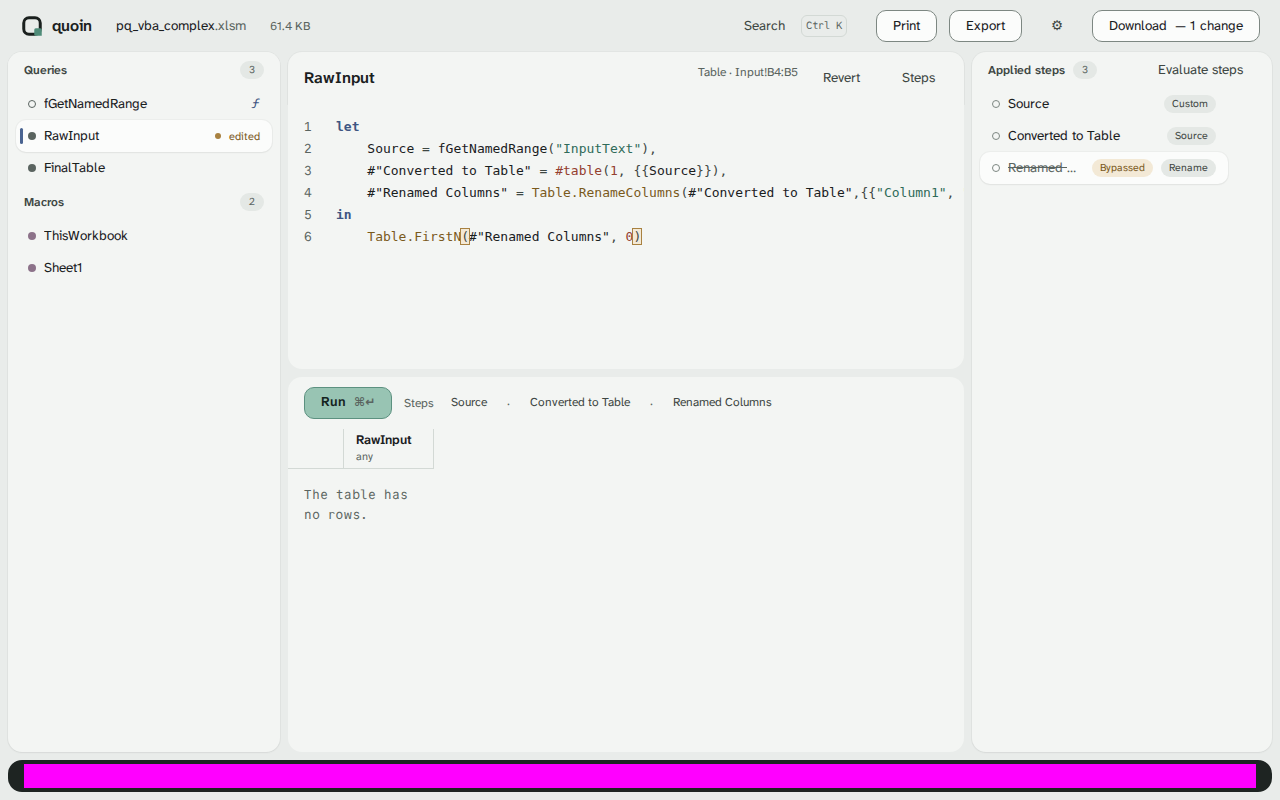 quoin
pq_vba_complex.xlsm
61.4 KB
Search Ctrl K
Print
Export
⚙
Download — 1 change
Queries 3
fGetNamedRange ƒ
RawInput edited
FinalTable
Macros 2
ThisWorkbook
Sheet1
RawInput
Table · Input!B4:B5
Revert
Steps
1 let
2 Source = fGetNamedRange("InputText"),
3 #"Converted to Table" = #table(1, {{Source}}),
4 #"Renamed Columns" = Table.RenameColumns(#"Converted to Table",{{"Column1",
5 in
6 Table.FirstN(#"Renamed Columns", 0)
Run ⌘↵
Steps Source · Converted to Table · Renamed Columns
RawInput
any
The table has
no rows.
Applied steps 3
Evaluate steps
Source Custom
Converted to Table Source
Renamed ... Bypassed Rename